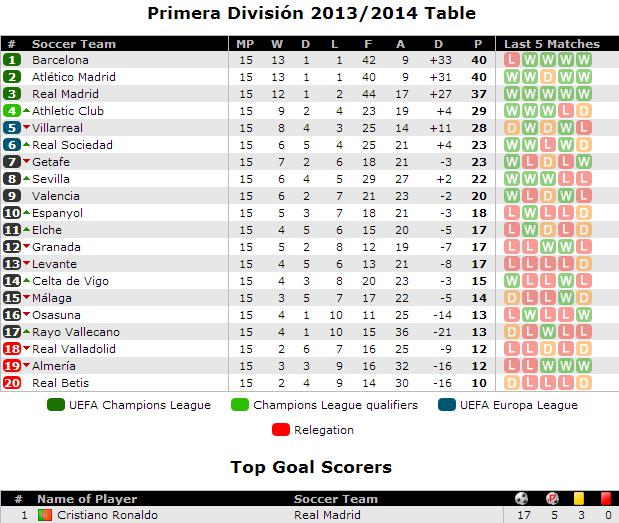 Primera División 2013/2014 Table
# Soccer Team MP W D L F A D P Last 5 Matches
1 Barcelona 15 13 1 1 42 9 +33 40 L W W W W
2 Atlético Madrid 15 13 1 1 40 9 +31 40 W W D W W
3 Real Madrid 15 12 1 2 44 17 +27 37 W W W W W
4 Athletic Club 15 9 2 4 23 19 +4 29 W W W L D
5 Villarreal 15 8 4 3 25 14 +11 28 D W D W L
6 Real Sociedad 15 6 5 4 25 21 +4 23 W W L W D
7 Getafe 15 7 2 6 18 21 -3 23 W L D L W
8 Sevilla 15 6 4 5 29 27 +2 22 W W W L L
9 Valencia 15 6 2 7 21 23 -2 20 W L D W L
10 Espanyol 15 5 3 7 18 21 -3 18 L W L L D
11 Elche 15 4 5 6 15 20 -5 17 L W D L D
12 Granada 15 5 2 8 12 19 -7 17 L L W W L
13 Levante 15 4 5 6 13 21 -8 17 L L L L D
14 Celta de Vigo 15 4 3 8 20 23 -3 15 W L L W L
15 Málaga 15 3 5 7 17 22 -5 14 D L L W D
16 Osasuna 15 4 1 10 11 25 -14 13 L W L L W
17 Rayo Vallecano 15 4 1 10 15 36 -21 13 D L W L L
18 Real Valladolid 15 2 6 7 16 25 -9 12 L L D L D
19 Almería 15 3 3 9 16 32 -16 12 L L W W W
20 Real Betis 15 2 4 9 14 30 -16 10 D L L L D
UEFA Champions League Champions League qualifiers UEFA Europa League
Relegation
Top Goal Scorers
# Name of Player Soccer Team P
1 Cristiano Ronaldo Real Madrid 17 5 3 0